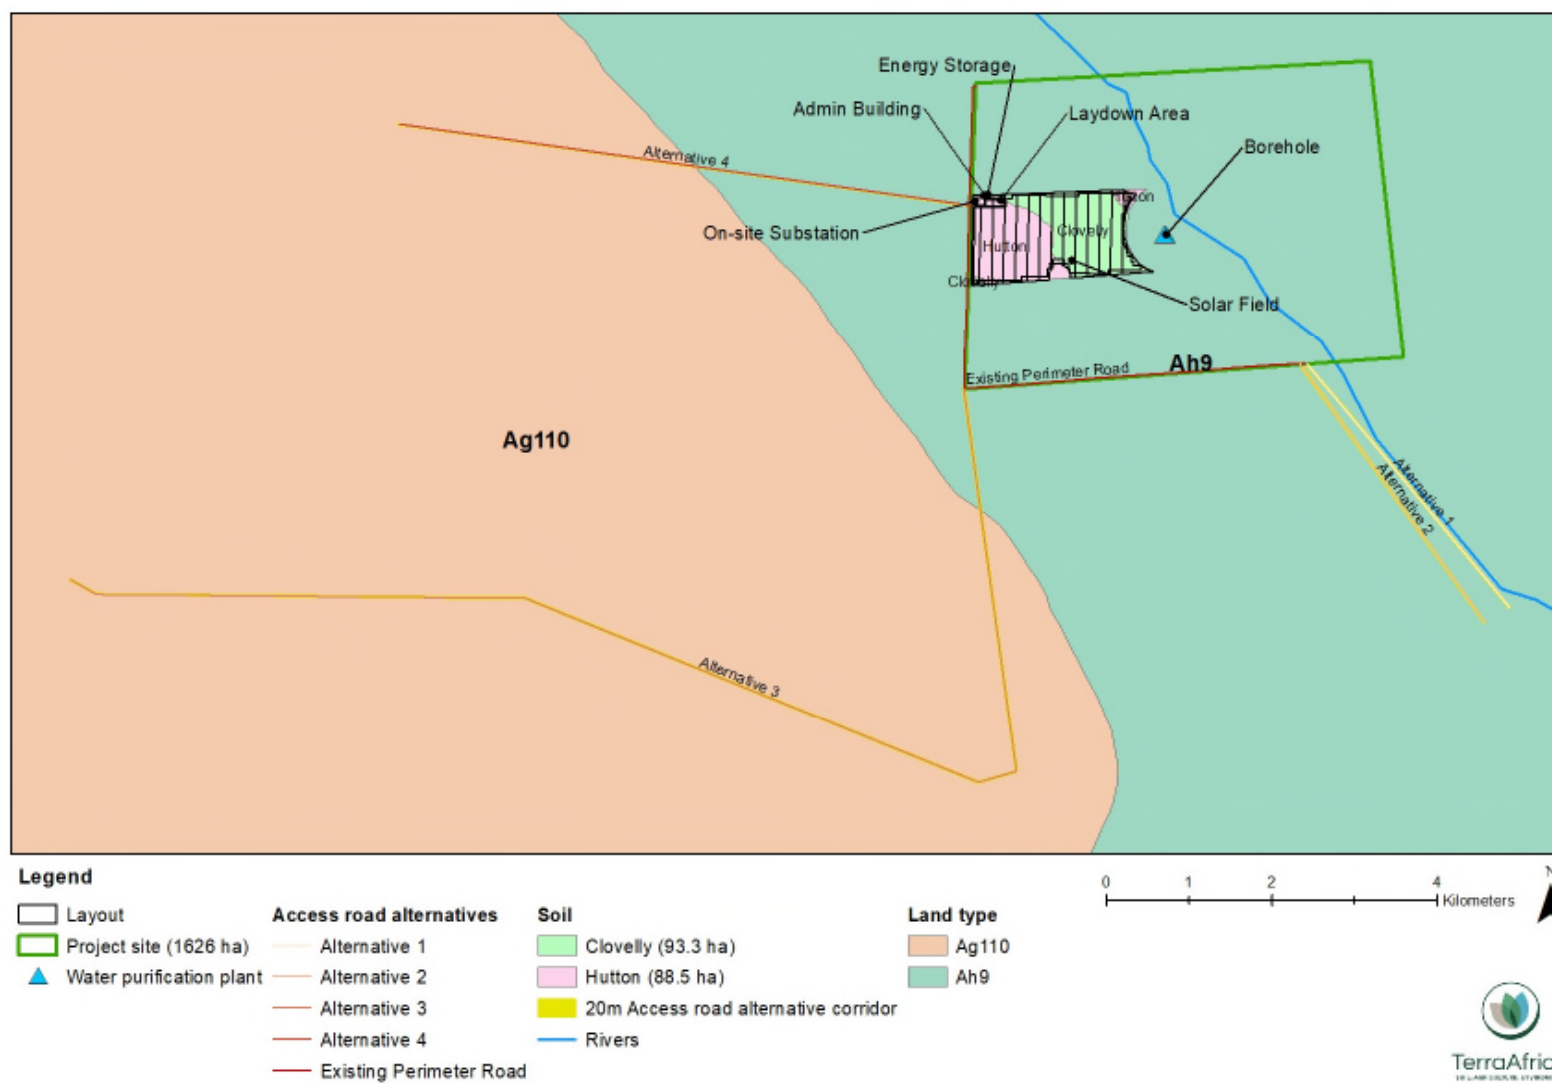 Energy Storage
Admin Building
Laydown Area
Alternative 4
Borehole
On-site Substation
Hutton
Clovelly
Clovelly
Solar Field
Existing Perimeter Road
Ah9
Ag110
Alternative 1
Alternative 2
Alternative 3
Legend
Layout
Project site (1626 ha)
Water purification plant
Access road alternatives
Alternative 1
Alternative 2
Alternative 3
Alternative 4
Existing Perimeter Road
Soil
Clovelly (93.3 ha)
Hutton (88.5 ha)
20m Access road alternative corridor
Rivers
Land type
Ag110
Ah9
0 1 2 4 Kilometers
TerraAfric